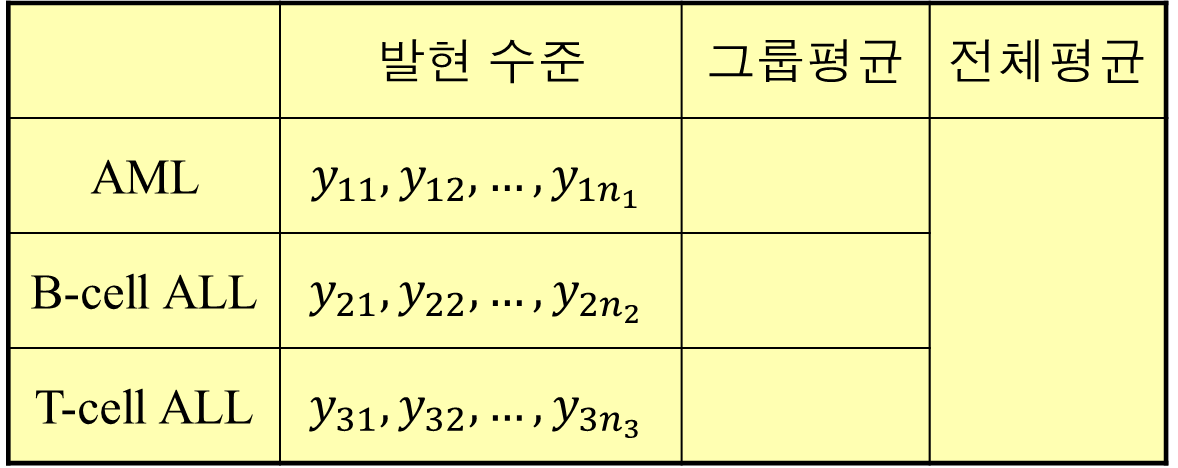 발현 수준 그룹평균 전체평균
AML y₁₁, y₁₂, … , y₁ₙ₁
B-cell ALL y₂₁, y₂₂, … , y₂ₙ₂
T-cell ALL y₃₁, y₃₂, … , y₃ₙ₃